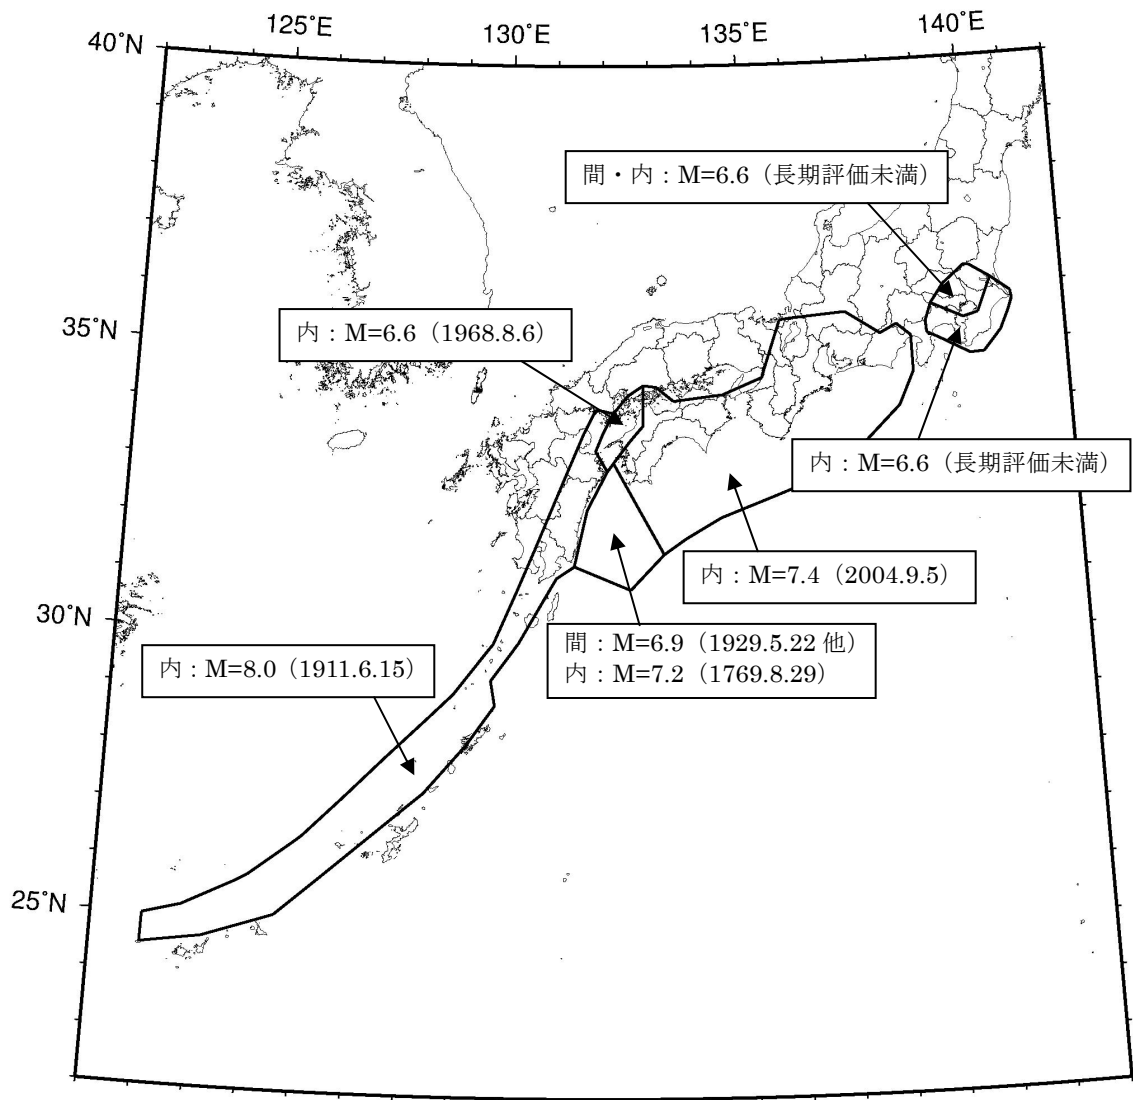 125°E
130°E
135°E
140°E
40°N
間・内：M=6.6（長期評価未満）
35°N
内：M=6.6（1968.8.6）
内：M=6.6（長期評価未満）
内：M=7.4（2004.9.5）
30°N
間：M=6.9（1929.5.22 他）
内：M=7.2（1769.8.29）
内：M=8.0（1911.6.15）
25°N